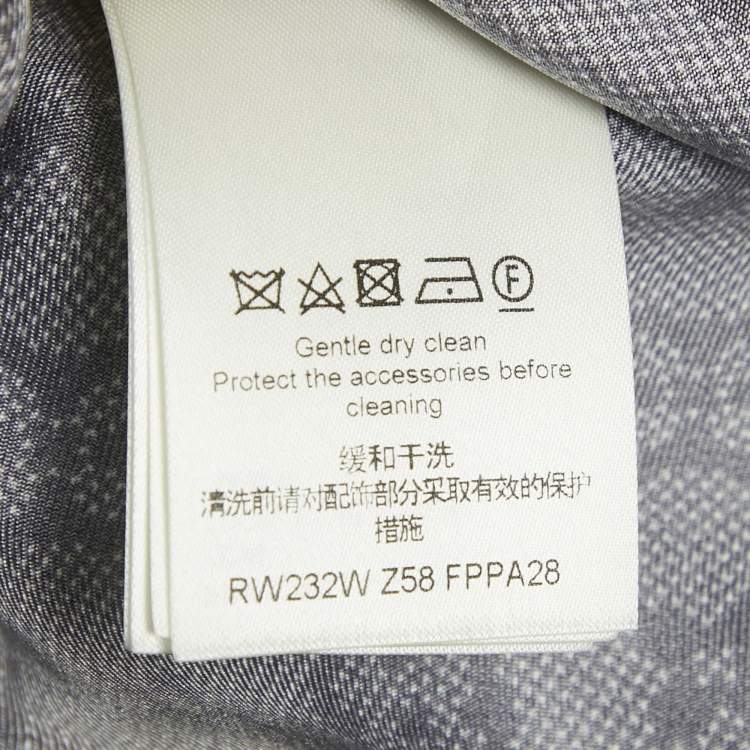 F
Gentle dry clean
Protect the accessories before
cleaning
缓和干洗
清洗前请对配饰部分采取有效的保护
措施
RW232W Z58 FPPA28